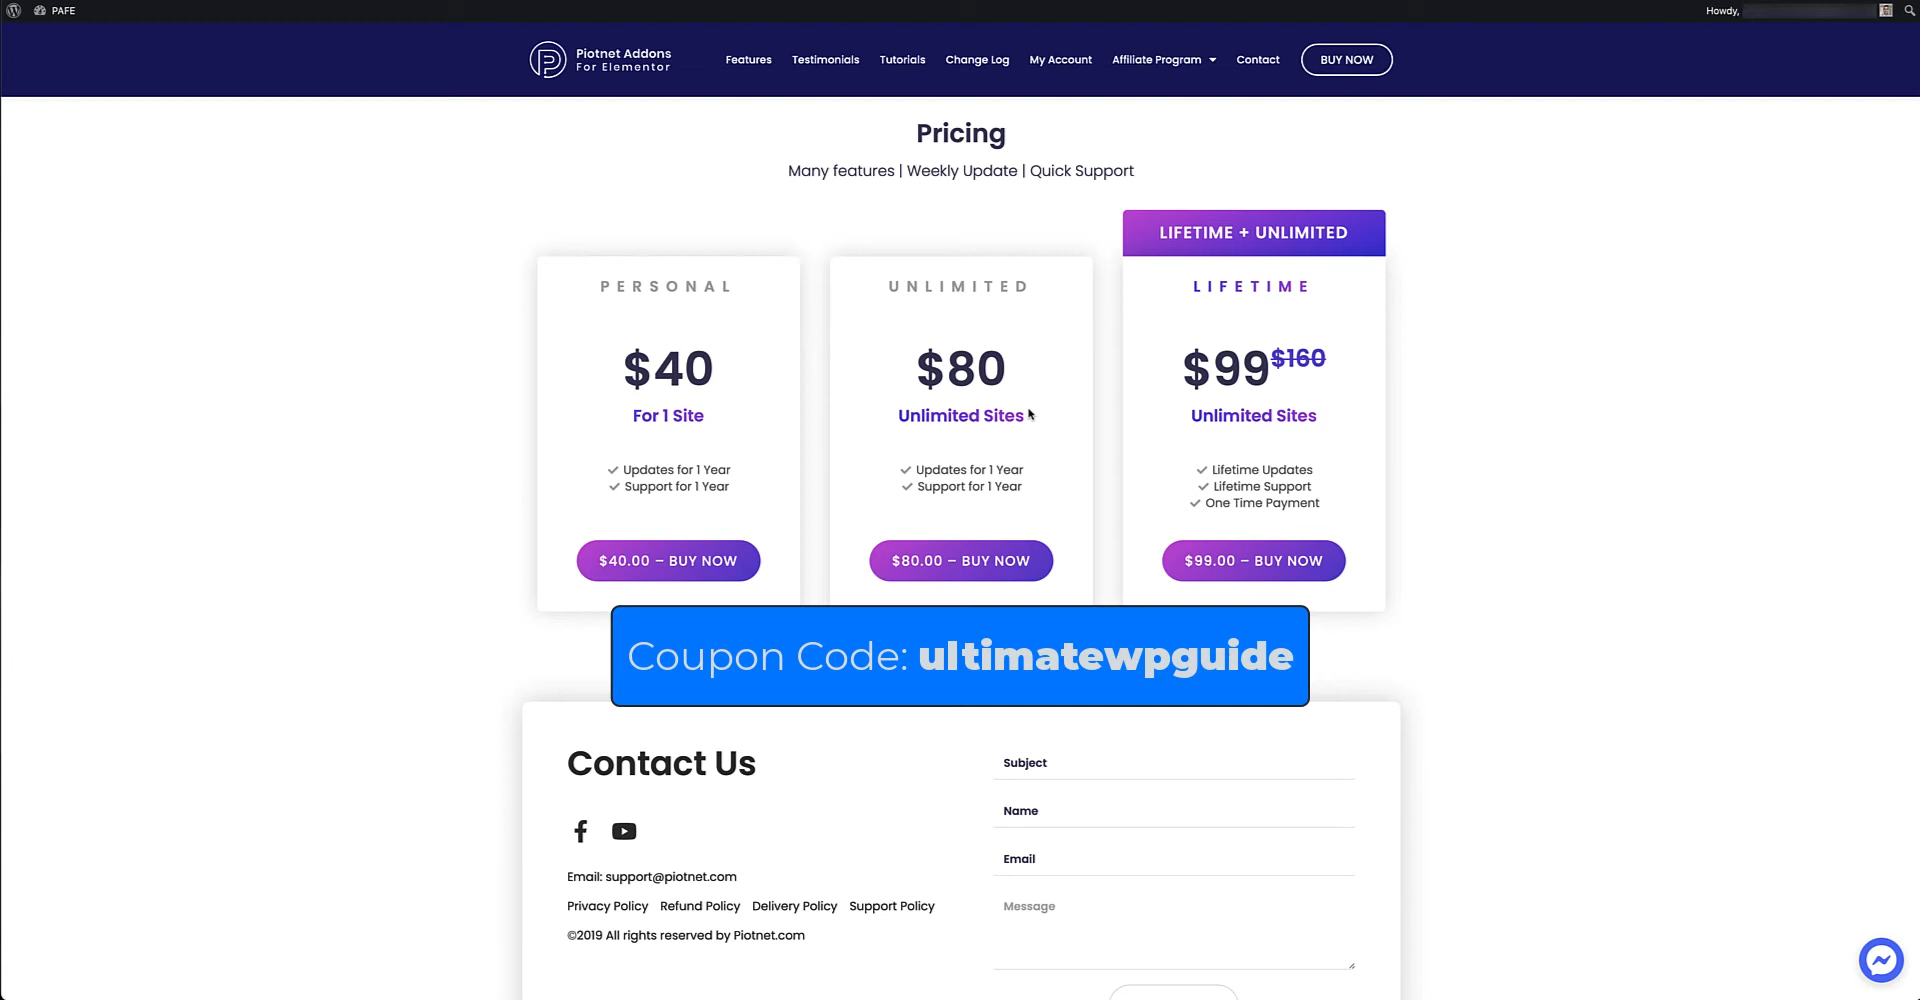 PAFE
Howdy,
Piotnet Addons
For Elementor
Features
Testimonials
Tutorials
Change Log
My Account
Affiliate Program
Contact
BUY NOW
Pricing
Many features | Weekly Update | Quick Support
LIFETIME + UNLIMITED
PERSONAL
$40
For 1 Site
Updates for 1 Year
Support for 1 Year
$40.00 – BUY NOW
UNLIMITED
$80
Unlimited Sites
Updates for 1 Year
Support for 1 Year
$80.00 – BUY NOW
LIFETIME
$99 $160
Unlimited Sites
Lifetime Updates
Lifetime Support
One Time Payment
$99.00 – BUY NOW
Coupon Code: ultimatewpguide
Contact Us
Email: support@piotnet.com
Privacy Policy Refund Policy Delivery Policy Support Policy
©2019 All rights reserved by Piotnet.com
Subject
Name
Email
Message